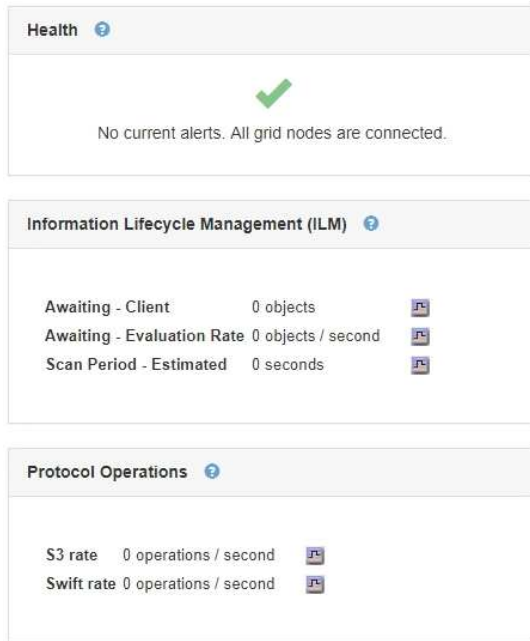 Health
No current alerts. All grid nodes are connected.
Information Lifecycle Management (ILM)
Awaiting - Client 0 objects
Awaiting - Evaluation Rate 0 objects / second
Scan Period - Estimated 0 seconds
Protocol Operations
S3 rate 0 operations / second
Swift rate 0 operations / second